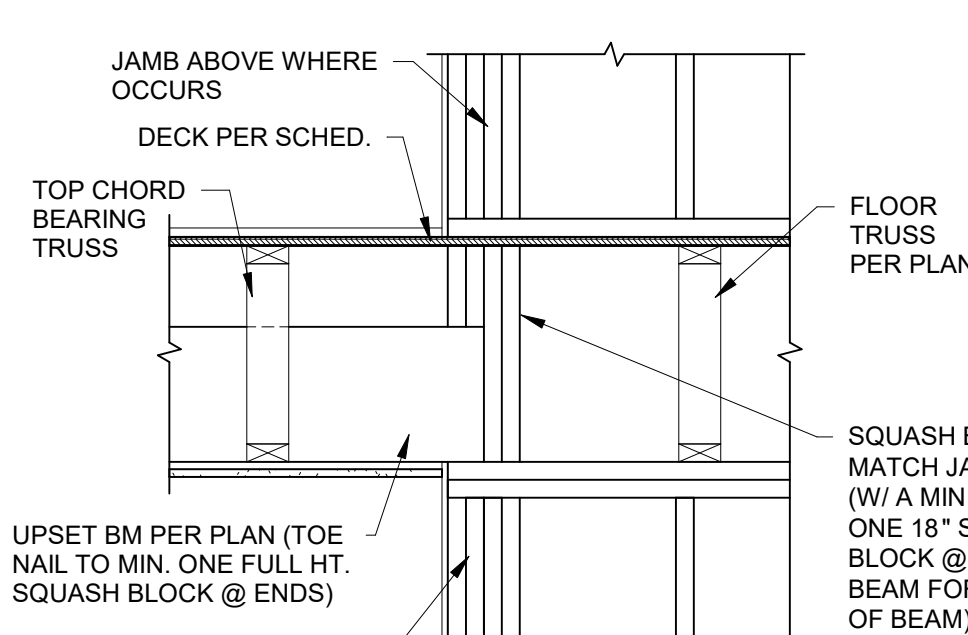 JAMB ABOVE WHERE
OCCURS
DECK PER SCHED.
TOP CHORD
BEARING
TRUSS
FLOOR
TRUSS
PER PLAN
UPSET BM PER PLAN (TOE
NAIL TO MIN. ONE FULL HT.
SQUASH BLOCK @ ENDS)
SQUASH
MATCH
(W/ A MIN
ONE 18"
BLOCK @
BEAM
OF BEAM)